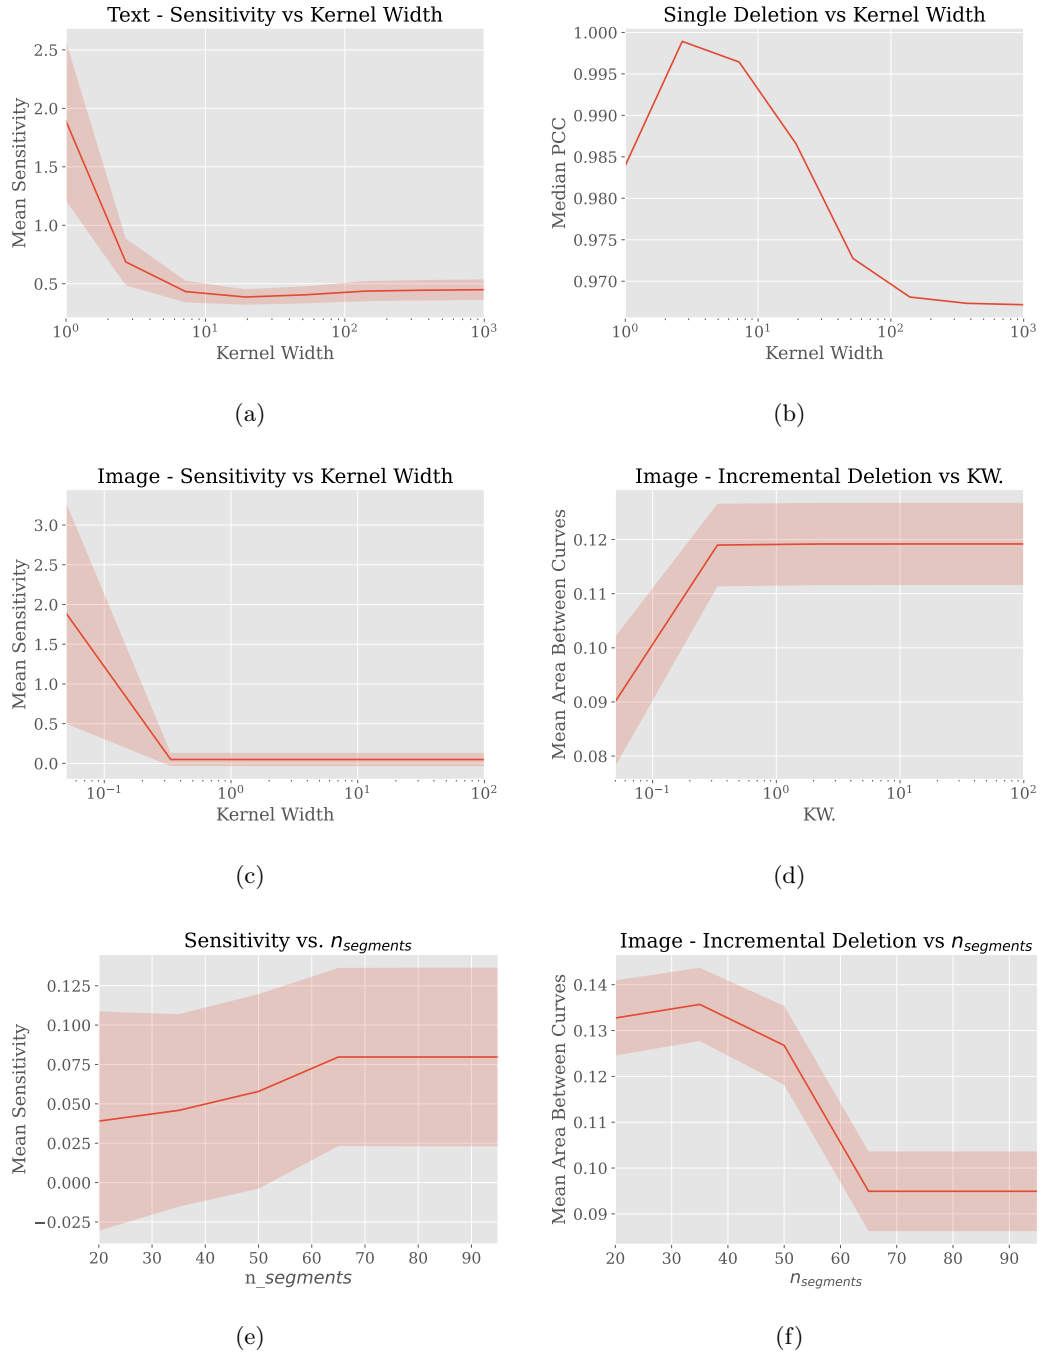 Text - Sensitivity vs Kernel Width
Mean Sensitivity
2.5
2.0
1.5
1.0
0.5
10^0 10^1 10^2 10^3
Kernel Width
(a)
Single Deletion vs Kernel Width
Median PCC
1.000
0.995
0.990
0.985
0.980
0.975
0.970
10^0 10^1 10^2 10^3
Kernel Width
(b)
Image - Sensitivity vs Kernel Width
Mean Sensitivity
3.0
2.5
2.0
1.5
1.0
0.5
0.0
10^−1 10^0 10^1 10^2
Kernel Width
(c)
Image - Incremental Deletion vs KW.
Mean Area Between Curves
0.12
0.11
0.10
0.09
0.08
10^−1 10^0 10^1 10^2
KW.
(d)
Sensitivity vs. n_segments
Mean Sensitivity
0.125
0.100
0.075
0.050
0.025
0.000
−0.025
20 30 40 50 60 70 80 90
n_segments
(e)
Image - Incremental Deletion vs n_segments
Mean Area Between Curves
0.14
0.13
0.12
0.11
0.10
0.09
20 30 40 50 60 70 80 90
n_segments
(f)